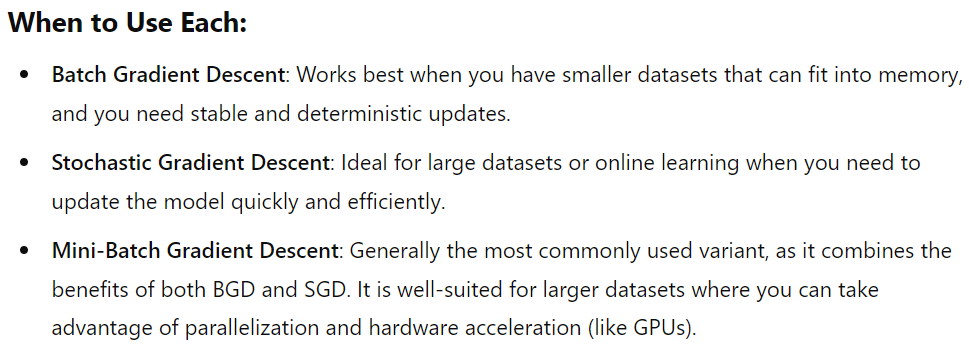 When to Use Each:
• Batch Gradient Descent: Works best when you have smaller datasets that can fit into memory,
and you need stable and deterministic updates.
• Stochastic Gradient Descent: Ideal for large datasets or online learning when you need to
update the model quickly and efficiently.
• Mini-Batch Gradient Descent: Generally the most commonly used variant, as it combines the
benefits of both BGD and SGD. It is well-suited for larger datasets where you can take
advantage of parallelization and hardware acceleration (like GPUs).